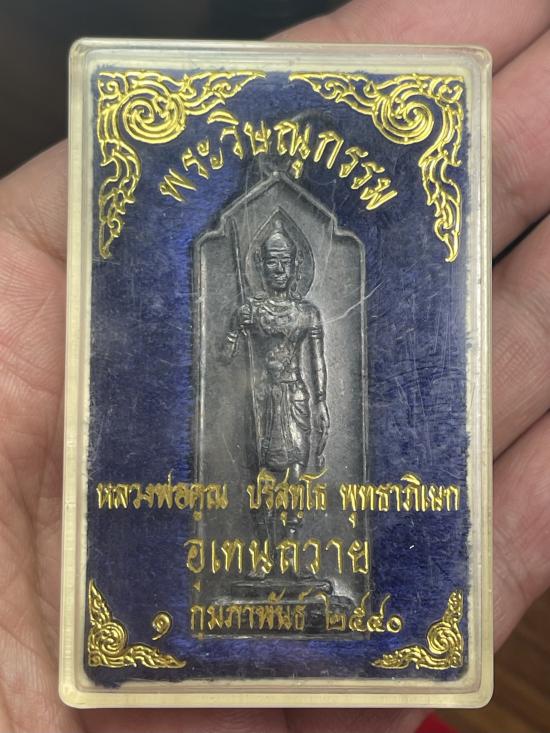 พระวิษณุกรรม
หลวงพ่อคูณ ปริสุทฺโธ พุทธาภิเษก
อุเทนถวาย
๑ กุมภาพันธ์ ๒๕๔๐